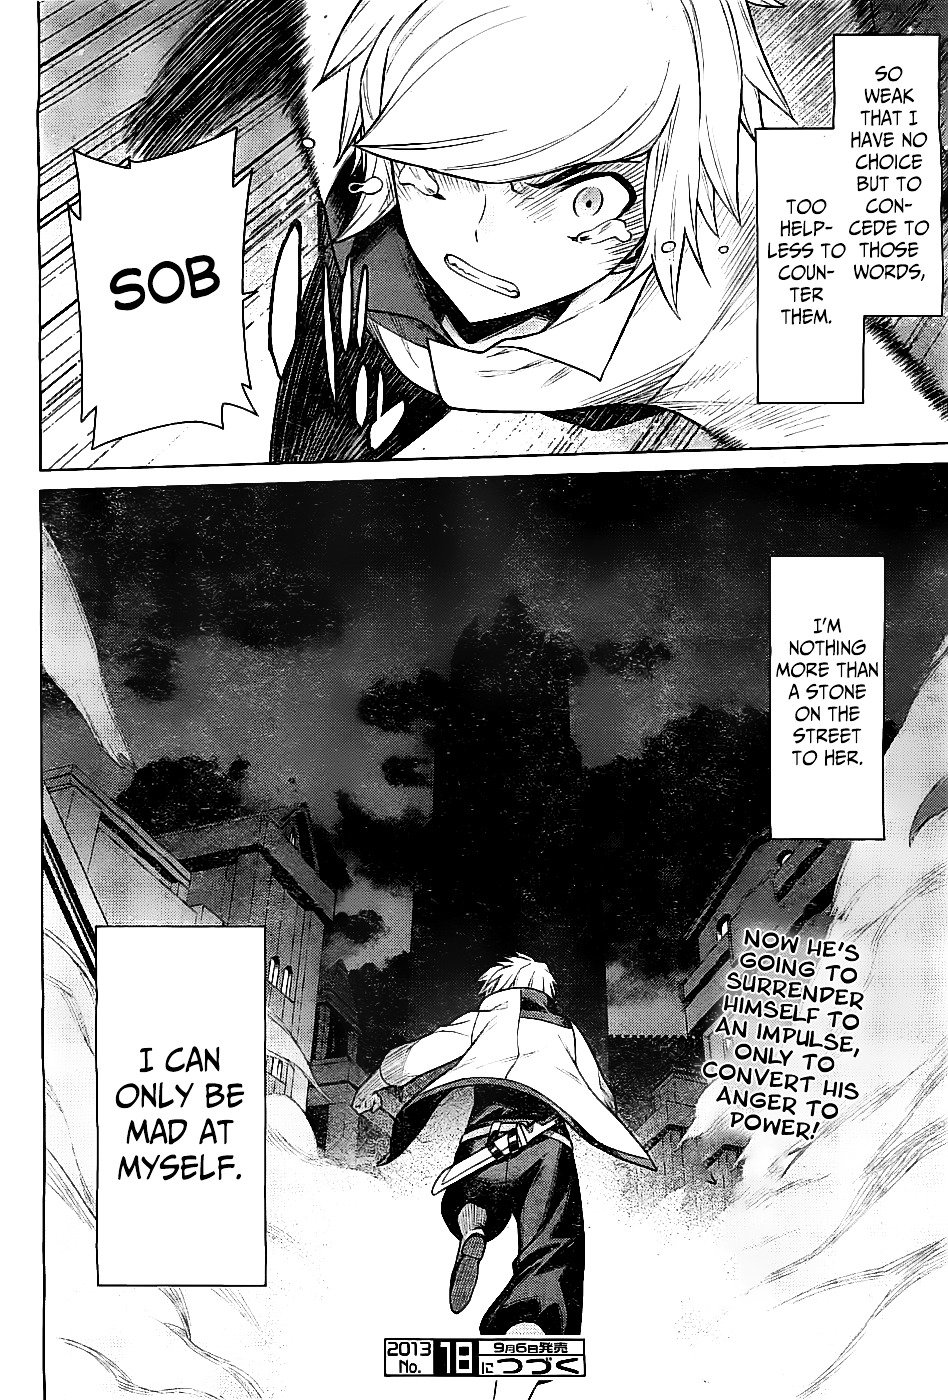 SO
WEAK
THAT I
HAVE NO
CHOICE
BUT TO
CON-
CEDE TO
THOSE
WORDS,
TOO
HELP-
LESS TO
COUN-
TER
THEM.
SOB
I'M
NOTHING
MORE THAN
A STONE
ON THE
STREET
TO HER.
NOW HE'S
GOING TO
SURRENDER
HIMSELF TO
AN IMPULSE,
ONLY TO
CONVERT HIS
ANGER TO
POWER!
I CAN
ONLY BE
MAD AT
MYSELF.
2013
No. 18 9月6日発売
につづく